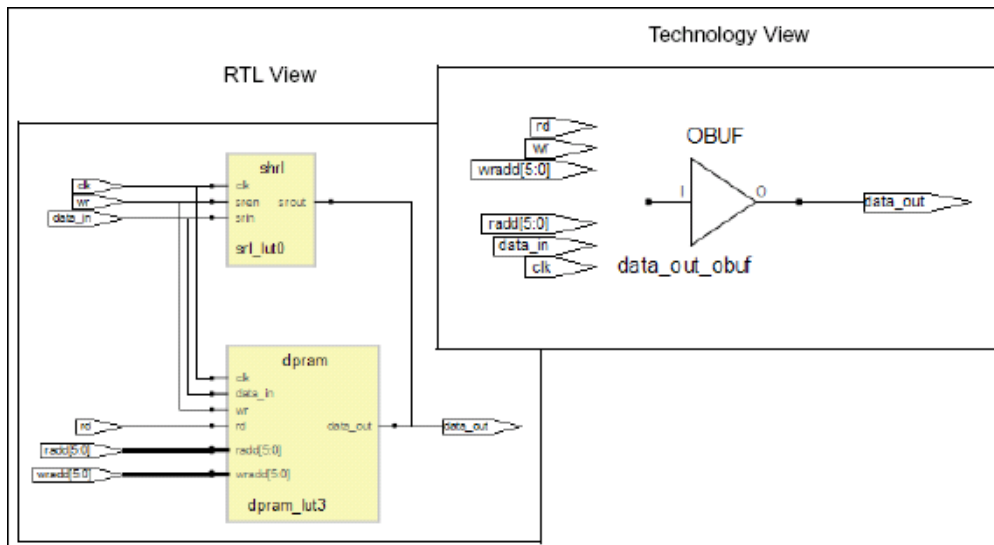 Technology View
RTL View
rd
wr
wradd[5:0]
radd[5:0]
data_in
clk
OBUF
I
O
data_out_obuf
data_out
clk
wr
data_in
shrl
clk
sren
srin
srout
srl_lut0
dpram
clk
data_in
wr
rd
radd[5:0]
wradd[5:0]
data_out
dpram_lut3
rd
radd[5:0]
wradd[5:0]
data_out